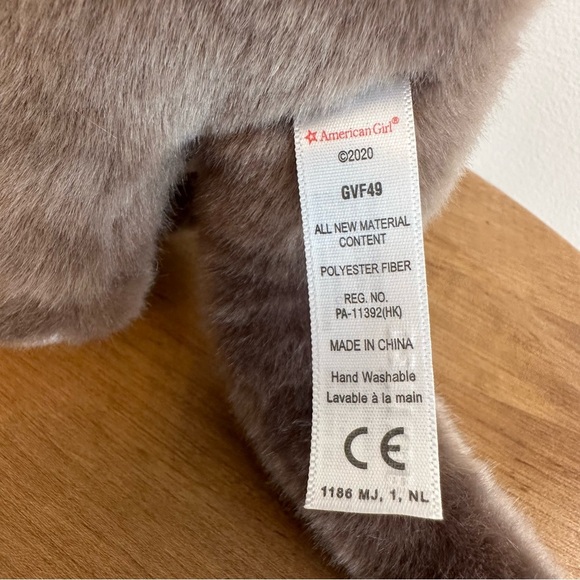 American Girl®
©2020
GVF49
ALL NEW MATERIAL
CONTENT
POLYESTER FIBER
REG. NO.
PA-11392(HK)
MADE IN CHINA
Hand Washable
Lavable à la main
CE
1186 MJ, 1, NL